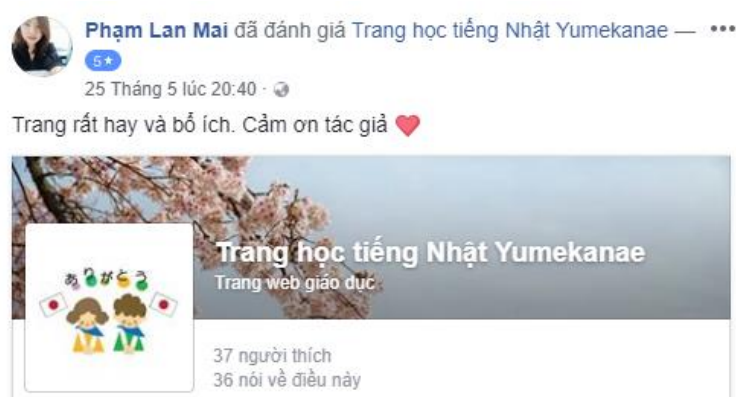 Phạm Lan Mai đã đánh giá Trang học tiếng Nhật Yumekanae —
5★
25 Tháng 5 lúc 20:40 ·
Trang rất hay và bổ ích. Cảm ơn tác giả ❤
Trang học tiếng Nhật Yumekanae
Trang web giáo dục
ありがとう
37 người thích
36 nói về điều này